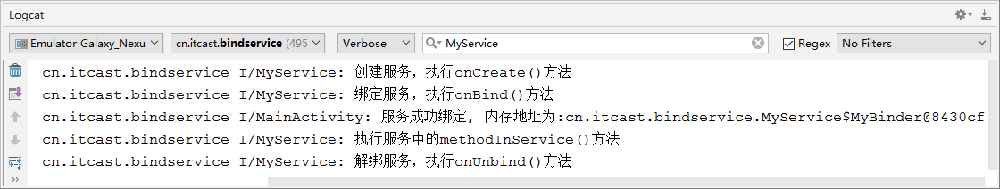 Logcat
Emulator Galaxy_Nexu cn.itcast.bindservice (495 Verbose MyService Regex No Filters
cn.itcast.bindservice I/MyService: 创建服务，执行onCreate()方法
cn.itcast.bindservice I/MyService: 绑定服务，执行onBind()方法
cn.itcast.bindservice I/MainActivity: 服务成功绑定, 内存地址为:cn.itcast.bindservice.MyService$MyBinder@8430cf
cn.itcast.bindservice I/MyService: 执行服务中的methodInService()方法
cn.itcast.bindservice I/MyService: 解绑服务，执行onUnbind()方法